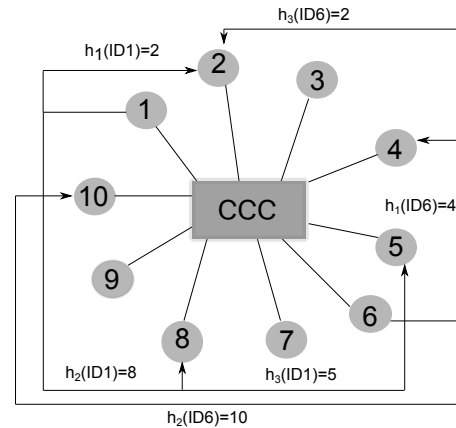 h₃(ID6)=2
h₁(ID1)=2
2
3
1
4
10
CCC
h₁(ID6)=4
5
9
6
8
7
h₂(ID1)=8
h₃(ID1)=5
h₂(ID6)=10